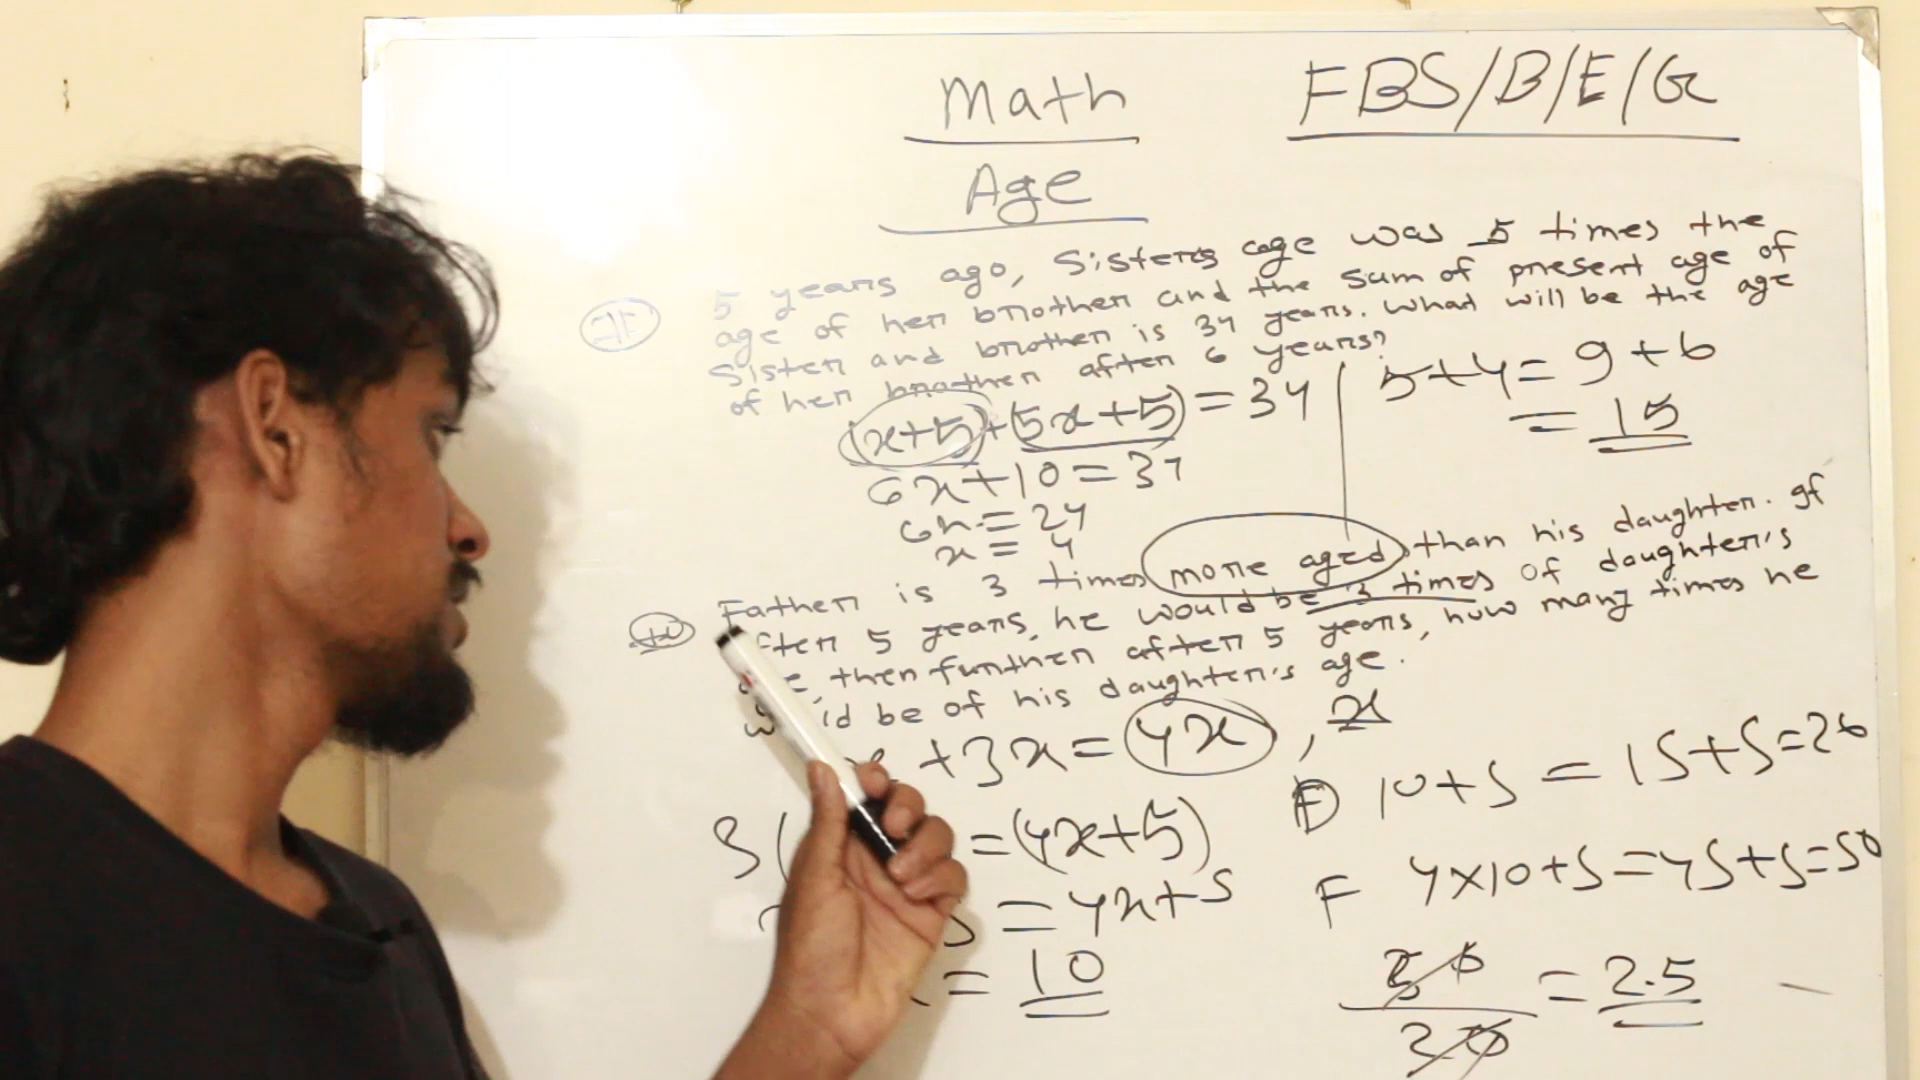 Math
FBS/B/E/G
Age
5 years ago, Sister's age was 5 times the
age of her brother and the sum of present age of
Sister and brother is 34 years. What will be the age
of her brother after 6 years?
(x+5)+(5x+5)=34
6x+10=34
6x=24
x=4
5+4=9+6
=15
Father is 3 times more aged than his daughter. If
after 5 years, he would be 3 times of daughter's
then further after 5 years, how many times he
be of his daughter's age.
+3x=4x, x
3( =(4x+5)
=4x+5
=10
D 10+5=15+5=20
F 4x10+5=45+5=50
50
20
=2.5